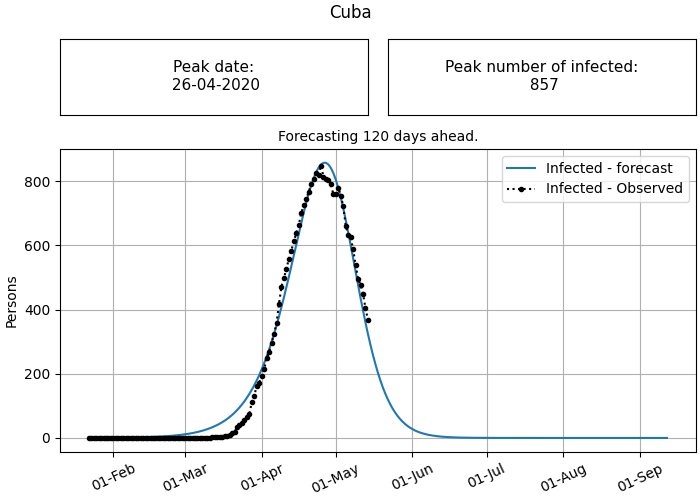 Cuba
Peak date:
26-04-2020
Peak number of infected:
857
Forecasting 120 days ahead.
Infected - forecast
Infected - Observed
Persons
800
600
400
200
0
01-Feb
01-Mar
01-Apr
01-May
01-Jun
01-Jul
01-Aug
01-Sep